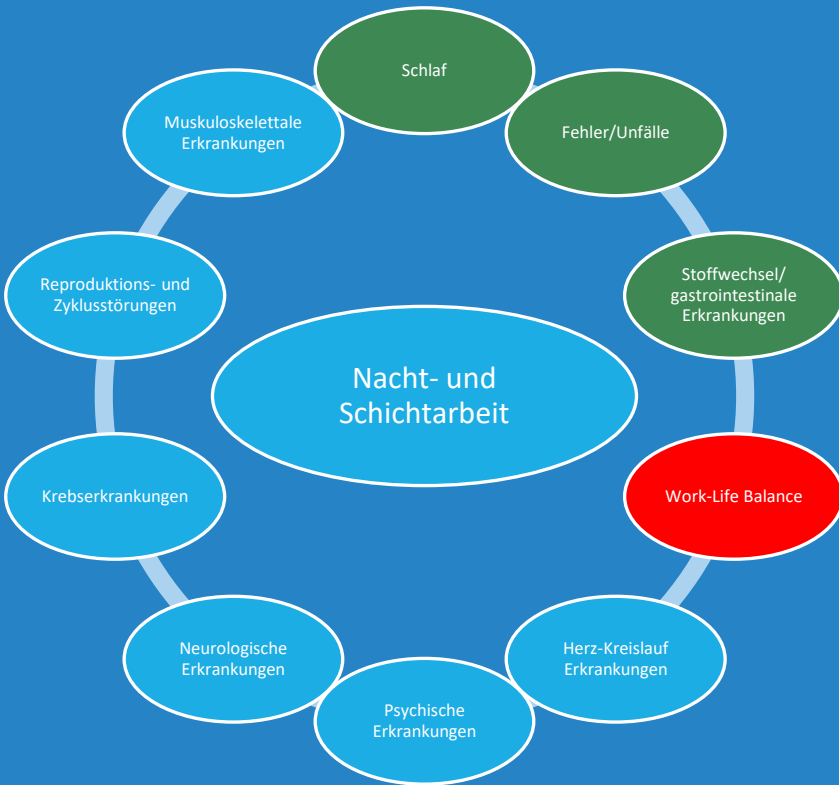 Schlaf
Fehler/Unfälle
Stoffwechsel/
gastrointestinale
Erkrankungen
Work-Life Balance
Herz-Kreislauf
Erkrankungen
Psychische
Erkrankungen
Neurologische
Erkrankungen
Krebserkrankungen
Reproduktions- und
Zyklusstörungen
Muskuloskelettale
Erkrankungen
Nacht- und
Schichtarbeit